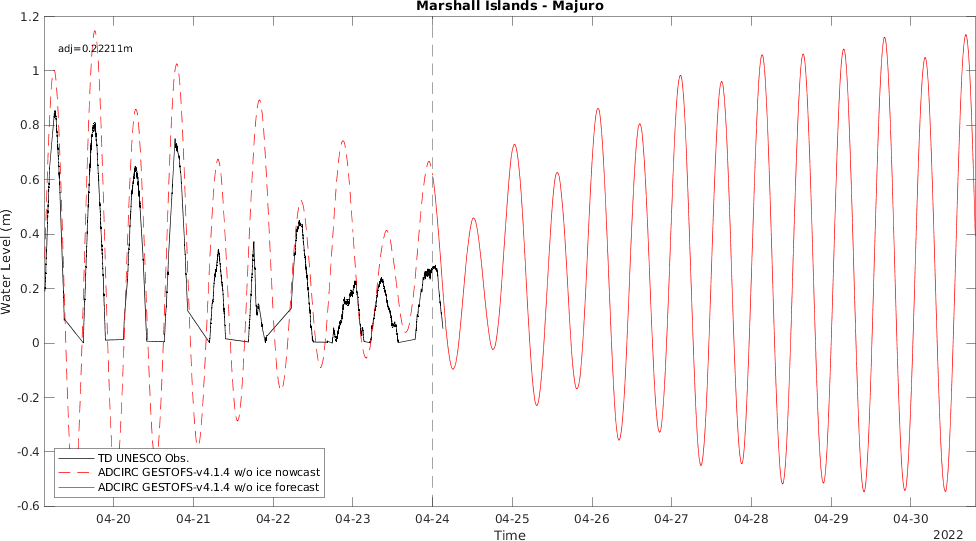 Marshall Islands - Majuro
1.2
adj=0.22211m
1
0.8
0.6
0.4
0.2
0
-0.2
-0.4
-0.6
Water Level (m)
TD UNESCO Obs.
ADCIRC GESTOFS-v4.1.4 w/o ice nowcast
ADCIRC GESTOFS-v4.1.4 w/o ice forecast
04-20 04-21 04-22 04-23 04-24 04-25 04-26 04-27 04-28 04-29 04-30
Time
2022